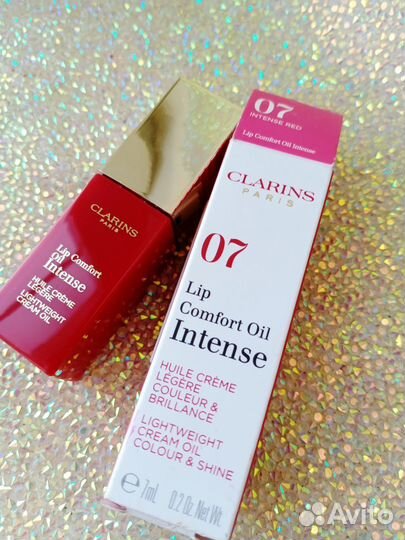 CLARINS
PARIS
Lip Comfort
Oil
Intense
HUILE CRÈME
LÉGÈRE
LIGHTWEIGHT
CREAM OIL
07
INTENSE RED
Lip Comfort Oil Intense
CLARINS
PARIS
07
Lip
Comfort Oil
Intense
HUILE CRÈME
LÉGÈRE
COULEUR &
BRILLANCE
LIGHTWEIGHT
CREAM OIL
COLOUR & SHINE
℮ 7ml 0.2 Oz. Net Wt.
Avito